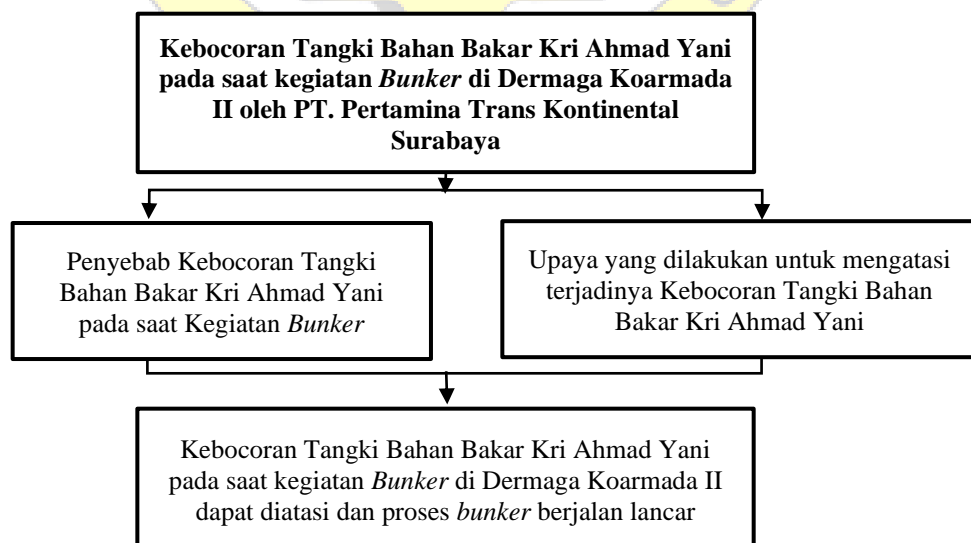 Kebocoran Tangki Bahan Bakar Kri Ahmad Yani
pada saat kegiatan Bunker di Dermaga Koarmada
II oleh PT. Pertamina Trans Kontinental
Surabaya
Penyebab Kebocoran Tangki
Bahan Bakar Kri Ahmad Yani
pada saat Kegiatan Bunker
Upaya yang dilakukan untuk mengatasi
terjadinya Kebocoran Tangki Bahan
Bakar Kri Ahmad Yani
Kebocoran Tangki Bahan Bakar Kri Ahmad Yani
pada saat kegiatan Bunker di Dermaga Koarmada II
dapat diatasi dan proses bunker berjalan lancar